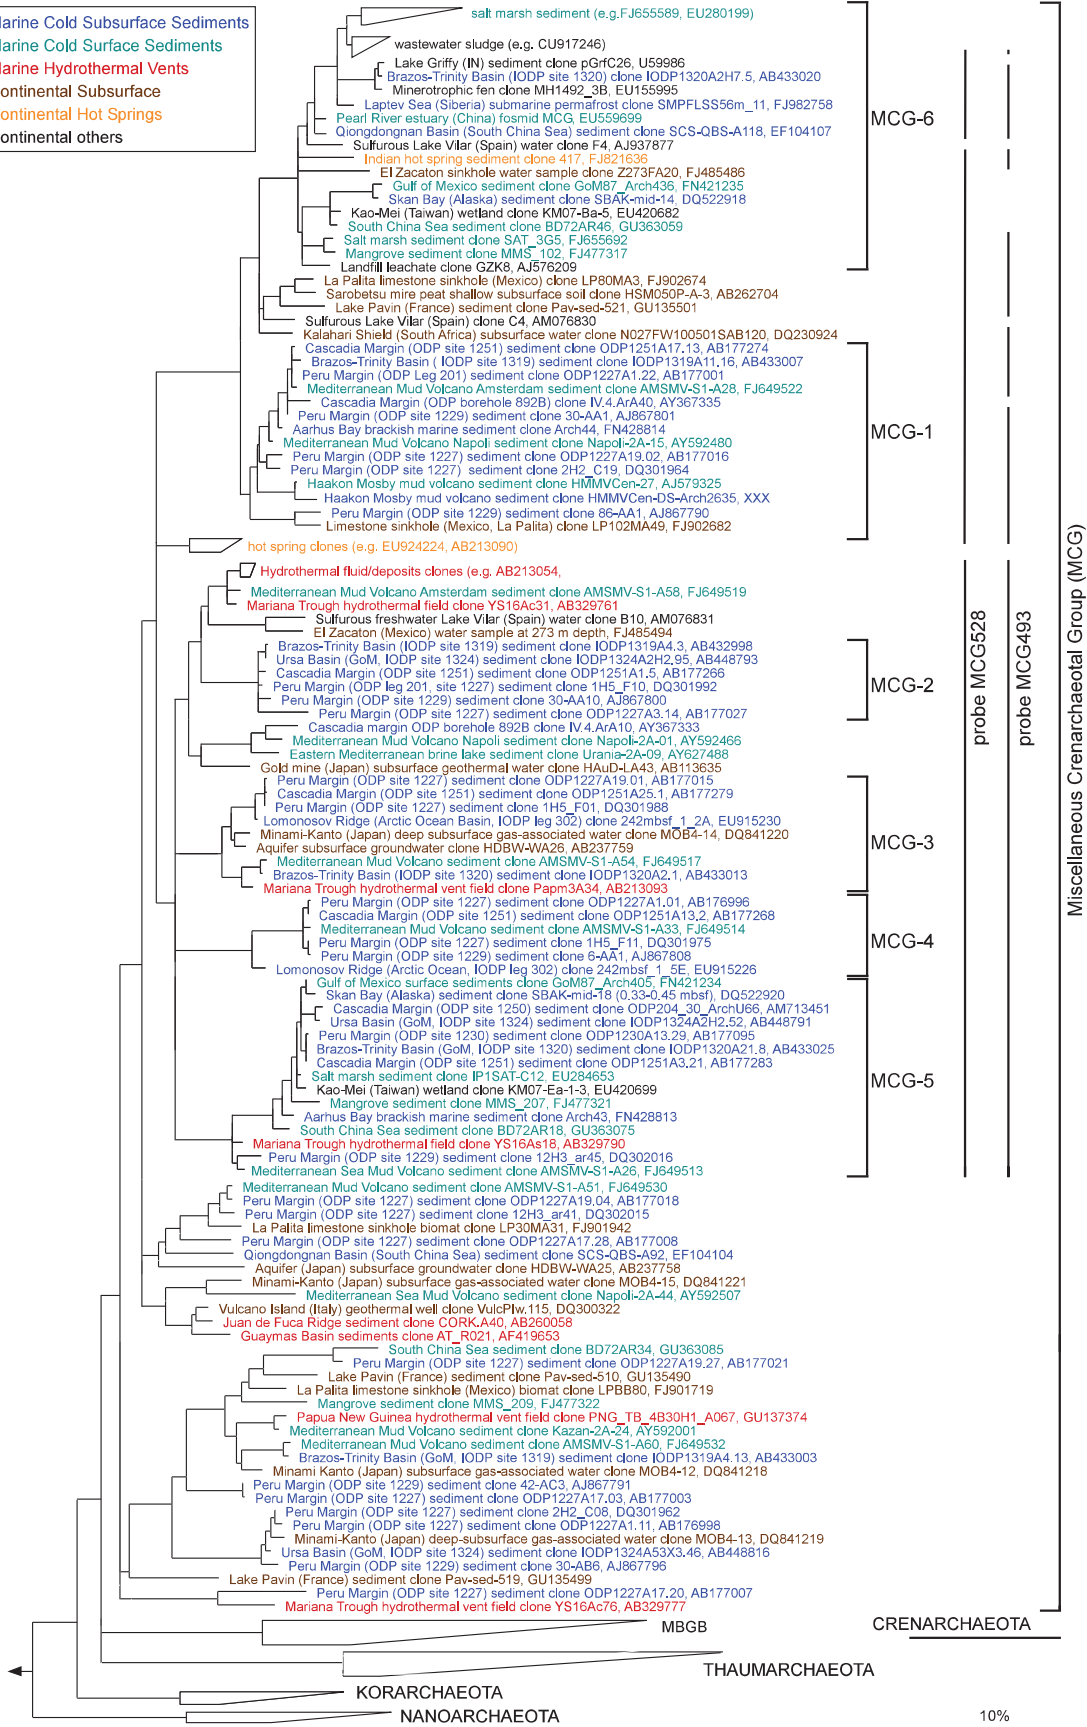 arine Cold Subsurface Sediments
arine Cold Surface Sediments
arine Hydrothermal Vents
ontinental Subsurface
ontinental Hot Springs
ontinental others
salt marsh sediment (e.g.FJ655589, EU280199)
wastewater sludge (e.g. CU917246)
Lake Griffy (IN) sediment clone pGrfC26, U59986
Brazos-Trinity Basin (IODP site 1320) clone IODP1320A2H7.5, AB433020
Minerotrophic fen clone MH1492_3B, EU155995
Laptev Sea (Siberia) submarine permafrost clone SMPFLSS56m_11, FJ982758
Pearl River estuary (China) fosmid MCG, EU559699
Qiongdongnan Basin (South China Sea) sediment clone SCS-QBS-A118, EF104107
Sulfurous Lake Vilar (Spain) water clone F4, AJ937877
Indian hot spring sediment clone 417, FJ821636
El Zacaton sinkhole water sample clone Z273FA20, FJ485486
Gulf of Mexico sediment clone GoM87_Arch436, FN421235
Skan Bay (Alaska) sediment clone SBAK-mid-14, DQ522918
Kao-Mei (Taiwan) wetland clone KM07-Ba-5, EU420682
South China Sea sediment clone BD72AR46, GU363059
Salt marsh sediment clone SAT_3G5, FJ655692
Mangrove sediment clone MMS_102, FJ477317
Landfill leachate clone GZK8, AJ576209
MCG-6
La Palita limestone sinkhole (Mexico) clone LP80MA3, FJ902674
Sarobetsu mire peat shallow subsurface soil clone HSM050P-A-3, AB262704
Lake Pavin (France) sediment clone Pav-sed-521, GU135501
Sulfurous Lake Vilar (Spain) clone C4, AM076830
Kalahari Shield (South Africa) subsurface water clone N027FW100501SAB120, DQ230924
Cascadia Margin (ODP site 1251) sediment clone ODP1251A17.13, AB177274
Brazos-Trinity Basin ( IODP site 1319) sediment clone IODP1319A11.16, AB433007
Peru Margin (ODP Leg 201) sediment clone ODP1227A1.22, AB177001
Mediterranean Mud Volcano Amsterdam sediment clone AMSMV-S1-A28, FJ649522
Cascadia Margin (ODP borehole 892B) clone IV.4.ArA40, AY367335
Peru Margin (ODP site 1229) sediment clone 30-AA1, AJ867801
Aarhus Bay brackish marine sediment clone Arch44, FN428814
Mediterranean Mud Volcano Napoli sediment clone Napoli-2A-15, AY592480
Peru Margin (ODP site 1227) sediment clone ODP1227A19.02, AB177016
Peru Margin (ODP site 1227) sediment clone 2H2_C19, DQ301964
Haakon Mosby mud volcano sediment clone HMMVCen-27, AJ579325
Haakon Mosby mud volcano sediment clone HMMVCen-DS-Arch2635, XXX
Peru Margin (ODP site 1229) sediment clone 86-AA1, AJ867790
Limestone sinkhole (Mexico, La Palita) clone LP102MA49, FJ902682
MCG-1
hot spring clones (e.g. EU924224, AB213090)
Hydrothermal fluid/deposits clones (e.g. AB213054,
Mediterranean Mud Volcano Amsterdam sediment clone AMSMV-S1-A58, FJ649519
Mariana Trough hydrothermal field clone YS16Ac31, AB329761
Sulfurous freshwater Lake Vilar (Spain) water clone B10, AM076831
El Zacaton (Mexico) water sample at 273 m depth, FJ485494
Brazos-Trinity Basin (IODP site 1319) sediment clone IODP1319A4.3, AB432998
Ursa Basin (GoM, IODP site 1324) sediment clone IODP1324A2H2.95, AB448793
Cascadia Margin (ODP site 1251) sediment clone ODP1251A1.5, AB177266
Peru Margin (ODP leg 201, site 1227) sediment clone 1H5_F10, DQ301992
Peru Margin (ODP site 1229) sediment clone 30-AA10, AJ867800
Peru Margin (ODP site 1227) sediment clone ODP1227A3.14, AB177027
MCG-2
Cascadia margin ODP borehole 892B clone IV.4.ArA10, AY367333
Mediterranean Mud Volcano Napoli sediment clone Napoli-2A-01, AY592466
Eastern Mediterranean brine lake sediment clone Urania-2A-09, AY627488
Gold mine (Japan) subsurface geothermal water clone HAuD-LA43, AB113635
Peru Margin (ODP site 1227) sediment clone ODP1227A19.01, AB177015
Cascadia Margin (ODP site 1251) sediment clone ODP1251A25.1, AB177279
Peru Margin (ODP site 1227) sediment clone 1H5_F01, DQ301988
Lomonosov Ridge (Arctic Ocean Basin, IODP leg 302) clone 242mbsf_1_2A, EU915230
Minami-Kanto (Japan) deep subsurface gas-associated water clone MOB4-14, DQ841220
Aquifer subsurface groundwater clone HDBW-WA26, AB237759
Mediterranean Mud Volcano sediment clone AMSMV-S1-A54, FJ649517
Brazos-Trinity Basin (IODP site 1320) sediment clone IODP1320A2.1, AB433013
Mariana Trough hydrothermal vent field clone Papm3A34, AB213093
MCG-3
Peru Margin (ODP site 1227) sediment clone ODP1227A1.01, AB176996
Cascadia Margin (ODP site 1251) sediment clone ODP1251A13.2, AB177268
Mediterranean Mud Volcano sediment clone AMSMV-S1-A33, FJ649514
Peru Margin (ODP site 1227) sediment clone 1H5_F11, DQ301975
Peru Margin (ODP site 1229) sediment clone 6-AA1, AJ867808
Lomonosov Ridge (Arctic Ocean, IODP leg 302) clone 242mbsf_1_5E, EU915226
MCG-4
Gulf of Mexico surface sediments clone GoM87_Arch405, FN421234
Skan Bay (Alaska) sediment clone SBAK-mid-18 (0.33-0.45 mbsf), DQ522920
Cascadia Margin (ODP site 1250) sediment clone ODP204_30_ArchU66, AM713451
Ursa Basin (GoM, IODP site 1324) sediment clone IODP1324A2H2.52, AB448791
Peru Margin (ODP site 1230) sediment clone ODP1230A13.29, AB177095
Brazos-Trinity Basin (GoM, IODP site 1320) sediment clone IODP1320A21.8, AB433025
Cascadia Margin (ODP site 1251) sediment clone ODP1251A3.21, AB177283
Salt marsh sediment clone IP1SAT-C12, EU284653
Kao-Mei (Taiwan) wetland clone KM07-Ea-1-3, EU420699
Mangrove sediment clone MMS_207, FJ477321
Aarhus Bay brackish marine sediment clone Arch43, FN428813
South China Sea sediment clone BD72AR18, GU363075
Mariana Trough hydrothermal field clone YS16As18, AB329790
Peru Margin (ODP site 1229) sediment clone 12H3_ar45, DQ302016
Mediterranean Sea Mud Volcano sediment clone AMSMV-S1-A26, FJ649513
MCG-5
Mediterranean Mud Volcano sediment clone AMSMV-S1-A51, FJ649530
Peru Margin (ODP site 1227) sediment clone ODP1227A19.04, AB177018
Peru Margin (ODP site 1227) sediment clone 12H3_ar41, DQ302015
La Palita limestone sinkhole biomat clone LP30MA31, FJ901942
Peru Margin (ODP site 1227) sediment clone ODP1227A17.28, AB177008
Qiongdongnan Basin (South China Sea) sediment clone SCS-QBS-A92, EF104104
Aquifer (Japan) subsurface groundwater clone HDBW-WA25, AB237758
Minami-Kanto (Japan) subsurface gas-associated water clone MOB4-15, DQ841221
Mediterranean Sea Mud Volcano sediment clone Napoli-2A-44, AY592507
Vulcano Island (Italy) geothermal well clone VulcPIw.115, DQ300322
Juan de Fuca Ridge sediment clone CORK.A40, AB260058
Guaymas Basin sediments clone AT_R021, AF419653
South China Sea sediment clone BD72AR34, GU363085
Peru Margin (ODP site 1227) sediment clone ODP1227A19.27, AB177021
Lake Pavin (France) sediment clone Pav-sed-510, GU135490
La Palita limestone sinkhole (Mexico) biomat clone LPBB80, FJ901719
Mangrove sediment clone MMS_209, FJ477322
Papua New Guinea hydrothermal vent field clone PNG_TB_4B30H1_A067, GU137374
Mediterranean Mud Volcano sediment clone Kazan-2A-24, AY592001
Mediterranean Mud Volcano sediment clone AMSMV-S1-A60, FJ649532
Brazos-Trinity Basin (GoM, IODP site 1319) sediment clone IODP1319A4.13, AB433003
Minami Kanto (Japan) subsurface gas-associated water clone MOB4-12, DQ841218
Peru Margin (ODP site 1229) sediment clone 42-AC3, AJ867791
Peru Margin (ODP site 1227) sediment clone ODP1227A17.03, AB177003
Peru Margin (ODP site 1227) sediment clone 2H2_C08, DQ301962
Peru Margin (ODP site 1227) sediment clone ODP1227A1.11, AB176998
Minami-Kanto (Japan) deep-subsurface gas-associated water clone MOB4-13, DQ841219
Ursa Basin (GoM, IODP site 1324) sediment clone IODP1324A53X3.46, AB448816
Peru Margin (ODP site 1229) sediment clone 30-AB6, AJ867796
Lake Pavin (France) sediment clone Pav-sed-519, GU135499
Peru Margin (ODP site 1227) sediment clone ODP1227A17.20, AB177007
Mariana Trough hydrothermal vent field clone YS16Ac76, AB329777
probe MCG528
probe MCG493
Miscellaneous Crenarchaeotal Group (MCG)
MBGB
CRENARCHAEOTA
THAUMARCHAEOTA
KORARCHAEOTA
NANOARCHAEOTA
10%